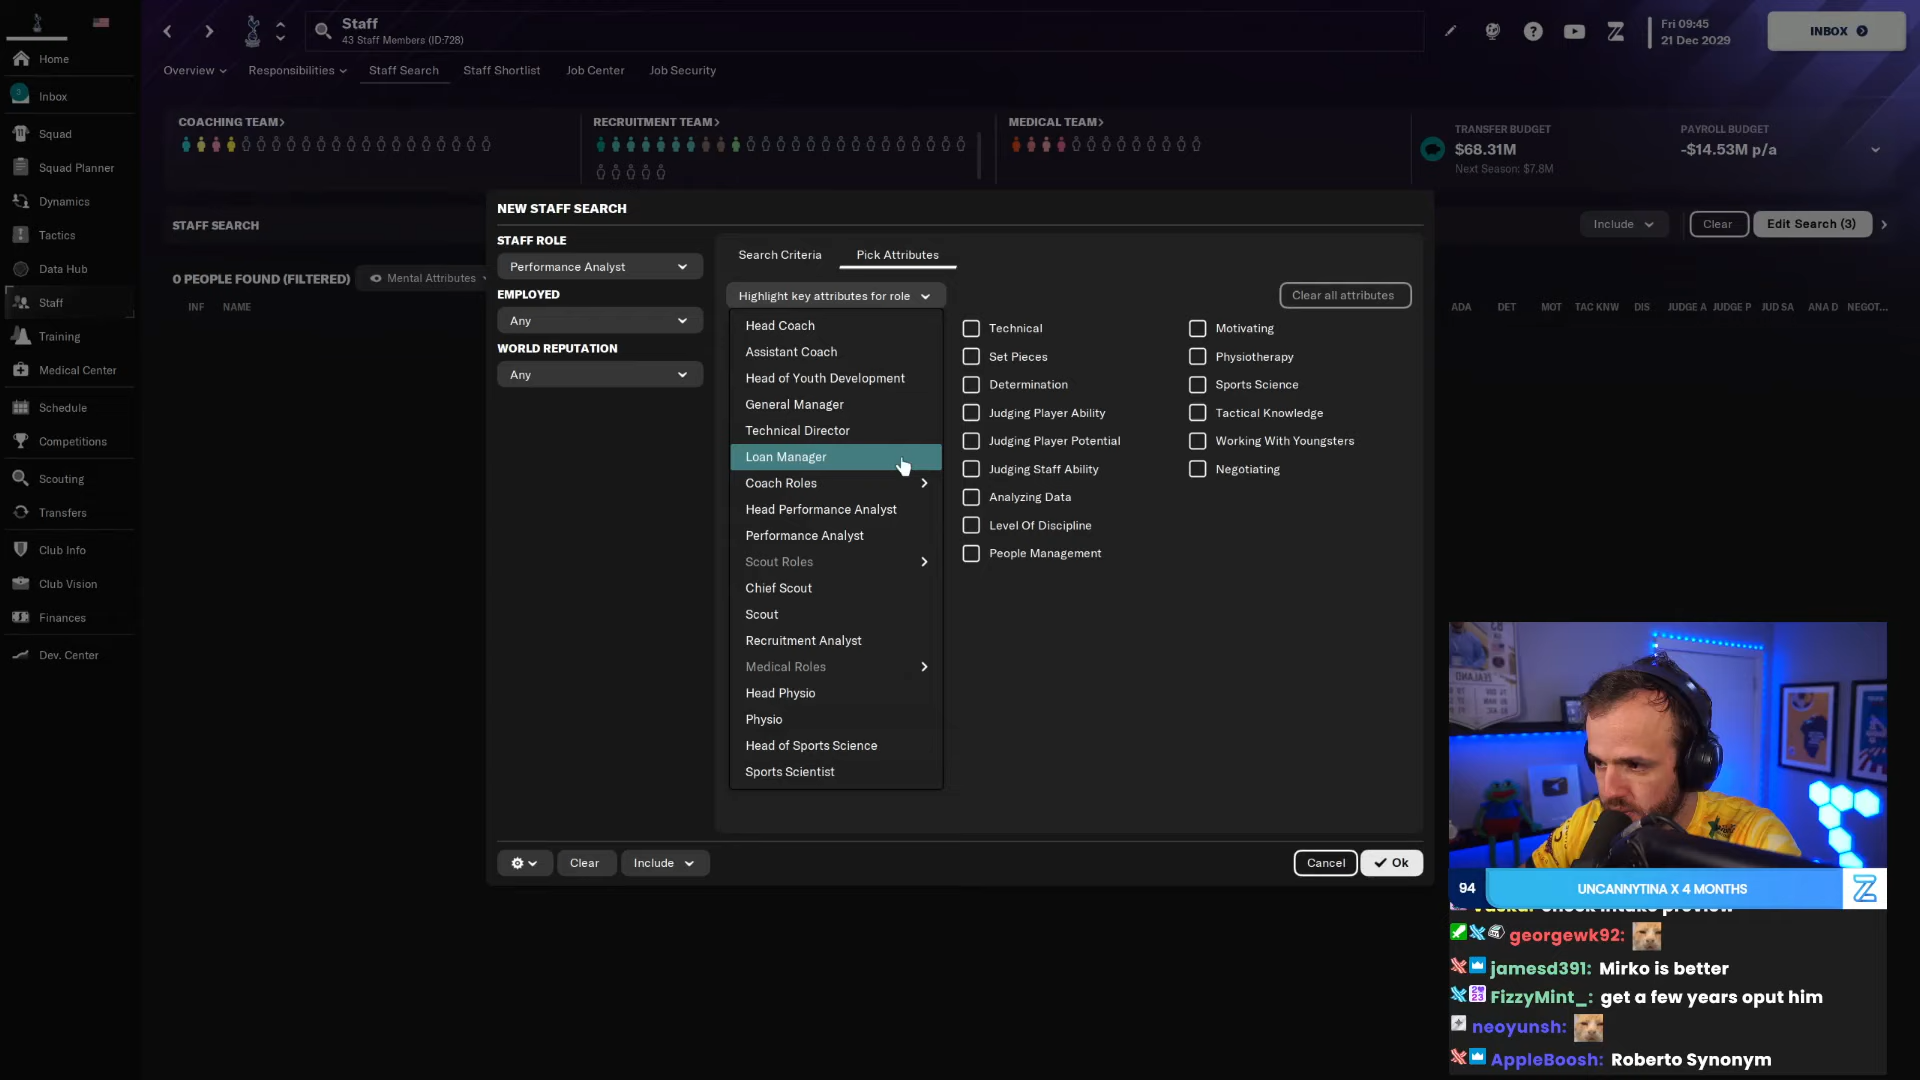 Staff
43 Staff Members (ID:728)
Fri 09:45
21 Dec 2029
INBOX
Overview
Responsibilities
Staff Search
Staff Shortlist
Job Center
Job Security
Home
3
Inbox
Squad
Squad Planner
Dynamics
Tactics
Data Hub
Staff
Training
Medical Center
Schedule
Competitions
Scouting
Transfers
Club Info
Club Vision
Finances
Dev. Center
COACHING TEAM>
RECRUITMENT TEAM>
MEDICAL TEAM>
TRANSFER BUDGET
$68.31M
Next Season: $7.8M
PAYROLL BUDGET
-$14.53M p/a
STAFF SEARCH
Include
Clear
Edit Search (3)
0 PEOPLE FOUND (FILTERED)
Mental Attributes
INF NAME
ADA DET MOT TAC KNW DIS JUDGE A JUDGE P JUD SA ANA D NEGOT...
NEW STAFF SEARCH
STAFF ROLE
Performance Analyst
EMPLOYED
Any
WORLD REPUTATION
Any
Search Criteria
Pick Attributes
Highlight key attributes for role
Clear all attributes
Head Coach
Assistant Coach
Head of Youth Development
General Manager
Technical Director
Loan Manager
Coach Roles
Head Performance Analyst
Performance Analyst
Scout Roles
Chief Scout
Scout
Recruitment Analyst
Medical Roles
Head Physio
Physio
Head of Sports Science
Sports Scientist
Technical
Set Pieces
Determination
Judging Player Ability
Judging Player Potential
Judging Staff Ability
Analyzing Data
Level Of Discipline
People Management
Motivating
Physiotherapy
Sports Science
Tactical Knowledge
Working With Youngsters
Negotiating
Clear
Include
Cancel
Ok
94
UNCANNYTINA X 4 MONTHS
check intake preview
georgewk92:
jamesd391: Mirko is better
FizzyMint_: get a few years oput him
neoyunsh:
AppleBoosh: Roberto Synonym